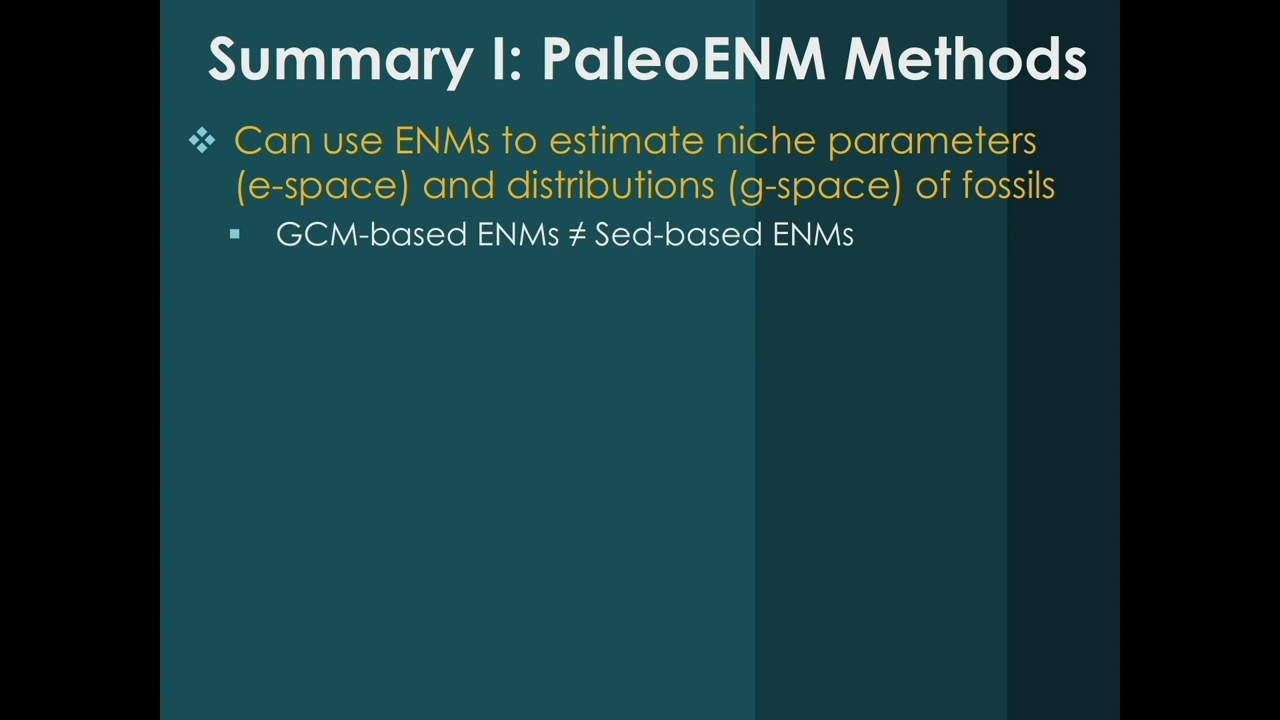 Summary I: PaleoENM Methods
Can use ENMs to estimate niche parameters
(e-space) and distributions (g-space) of fossils
GCM-based ENMs ≠ Sed-based ENMs